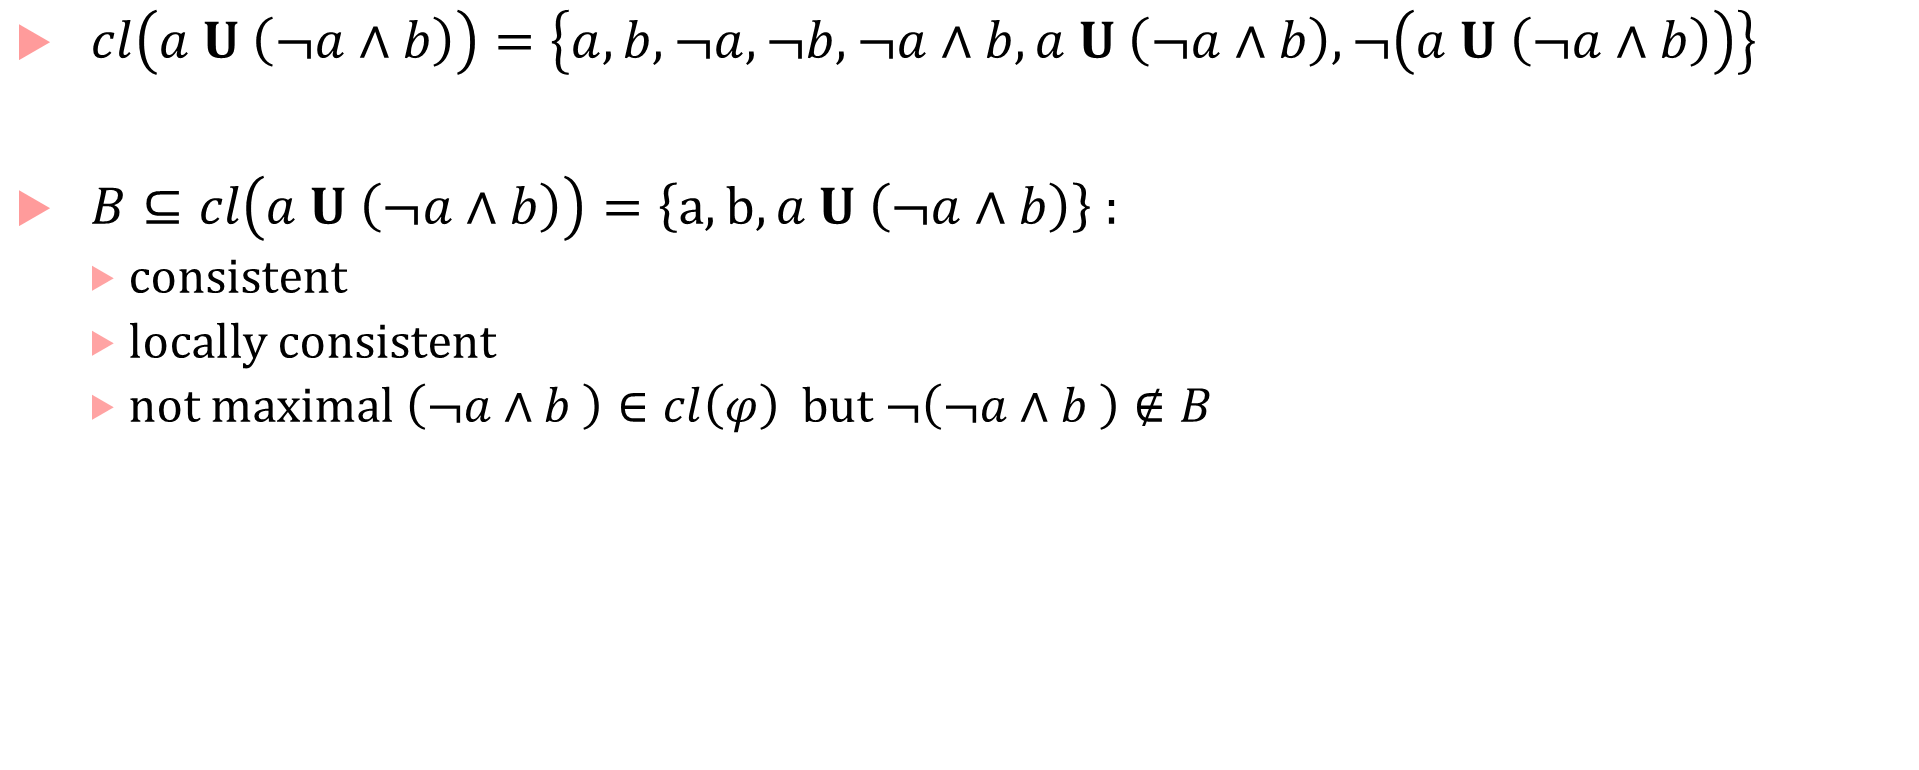 cl(a U (¬a ∧ b)) = {a, b, ¬a, ¬b, ¬a ∧ b, a U (¬a ∧ b), ¬(a U (¬a ∧ b))}
B ⊆ cl(a U (¬a ∧ b)) = {a, b, a U (¬a ∧ b)} :
consistent
locally consistent
not maximal (¬a ∧ b ) ∈ cl(φ) but ¬(¬a ∧ b ) ∉ B